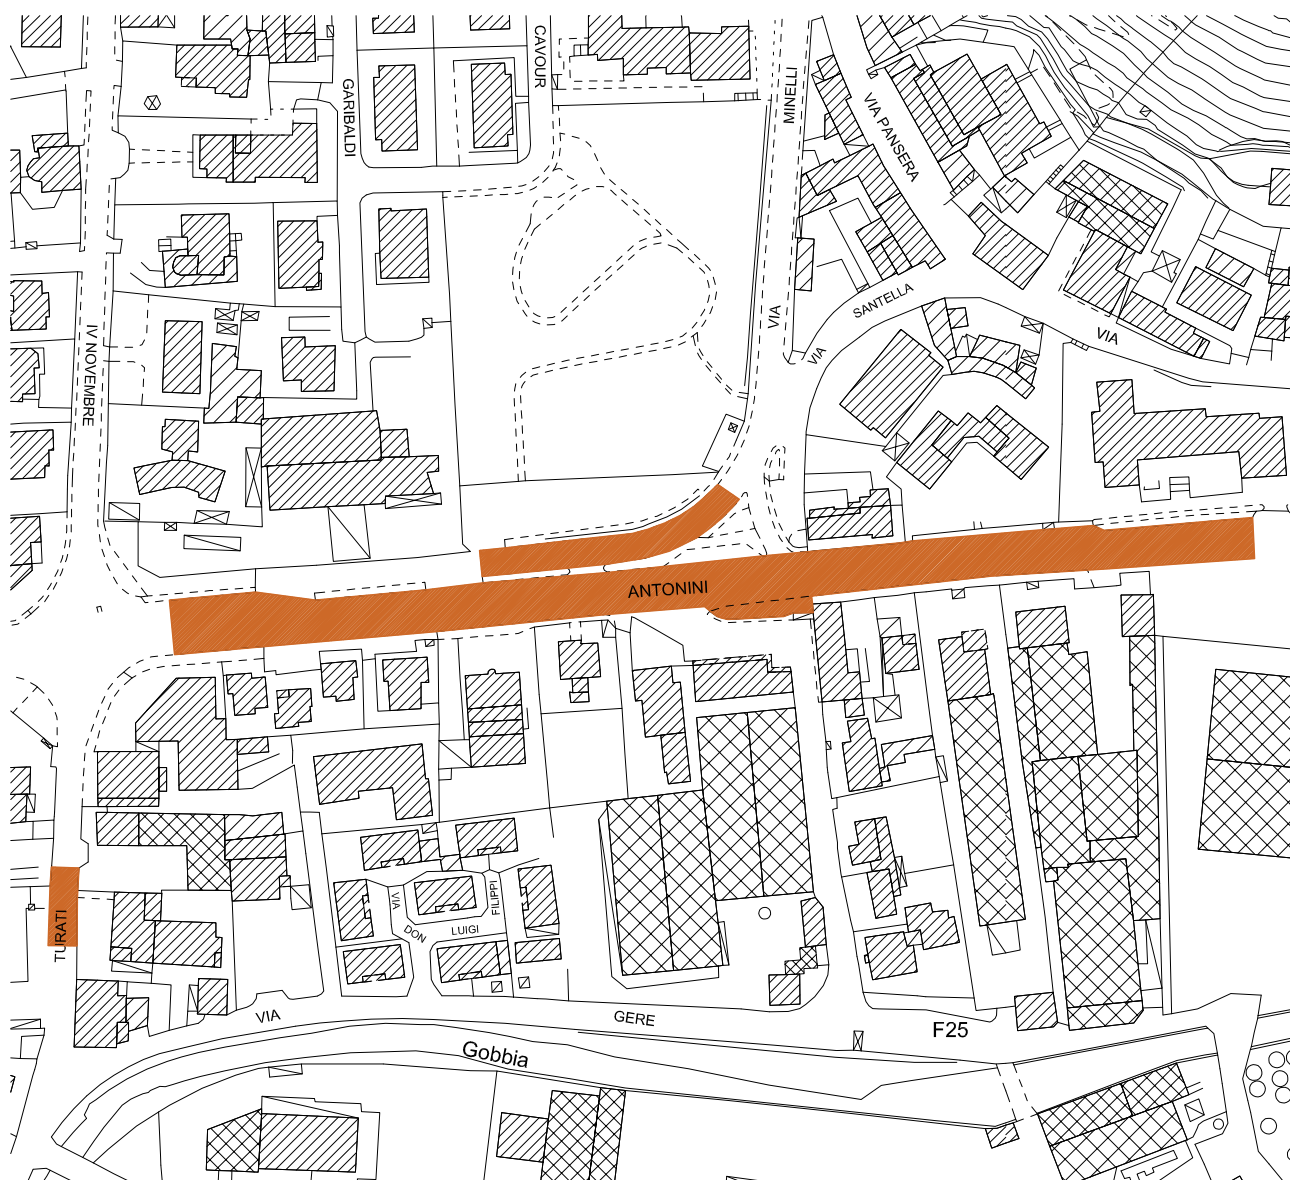 CAVOUR
GARIBALDI
MINELLI
VIA PANSERA
SANTELLA
VIA
VIA
VIA
IV NOVEMBRE
ANTONINI
TURATI
VIA
FILIPPI
DON
LUIGI
VIA
GERE
F25
Gobbia